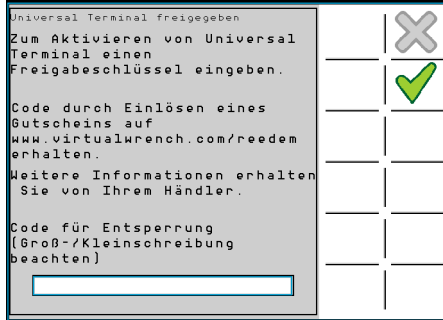 Universal Terminal freigegeben
Zum Aktivieren von Universal
Terminal einen
Freigabeschlüssel eingeben.
Code durch Einlösen eines
Gutscheins auf
www.virtualwrench.com/reedem
erhalten.
Weitere Informationen erhalten
Sie von Ihrem Händler.
Code für Entsperrung
(Groß-/Kleinschreibung
beachten)